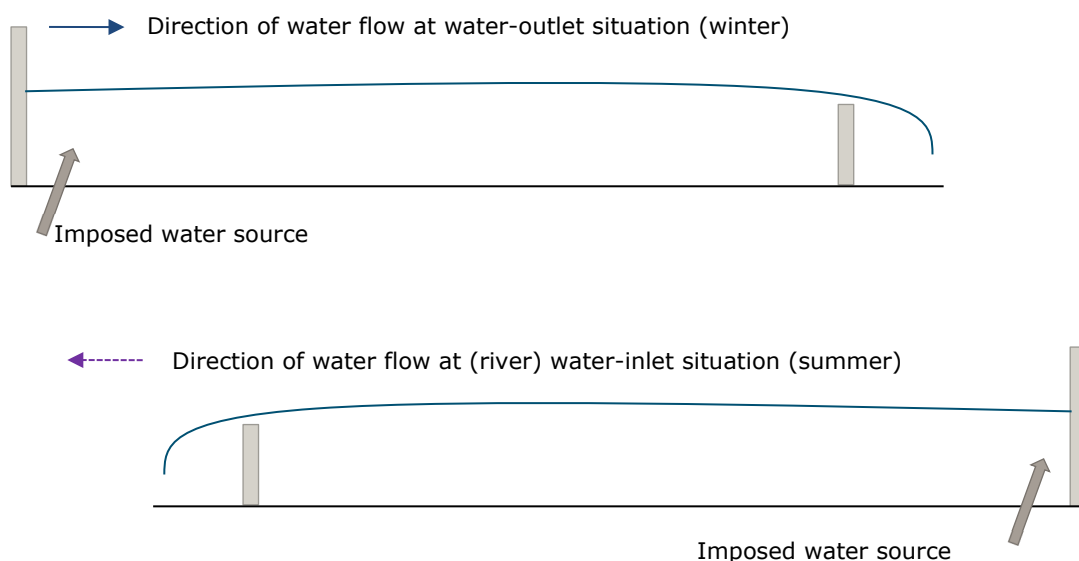 Direction of water flow at water-outlet situation (winter)
Imposed water source
Direction of water flow at (river) water-inlet situation (summer)
Imposed water source